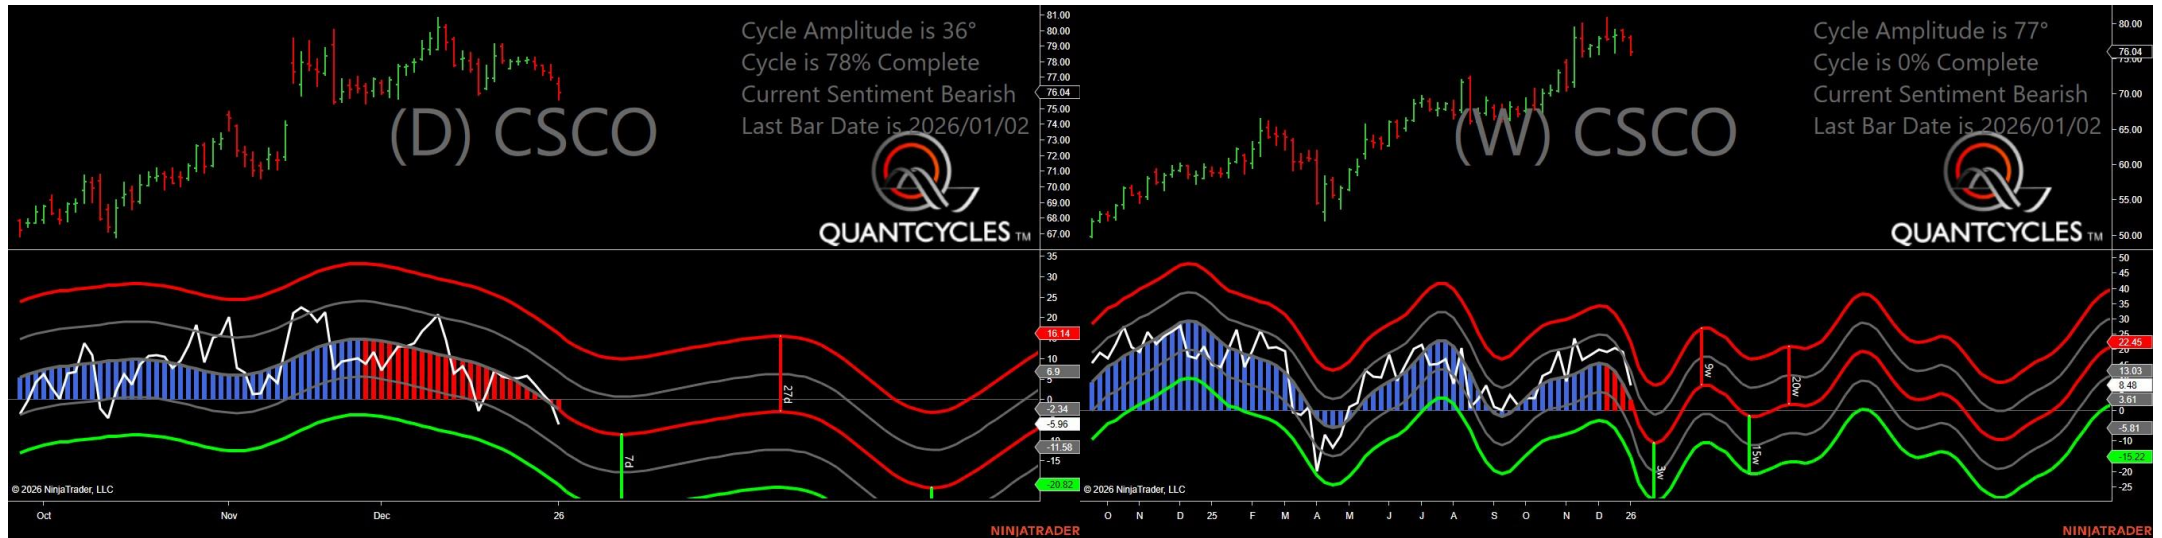 Cycle Amplitude is 36°
Cycle is 78% Complete
Current Sentiment Bearish
Last Bar Date is 2026/01/02
(D) CSCO
QUANTCYCLES TM
81.00
80.00
79.00
78.00
77.00
76.04
75.00
74.00
73.00
72.00
71.00
70.00
69.00
68.00
67.00
35
30
25
20
16.14
10
6.9
5
0
-2.34
-5.96
-11.58
-15
-20.82
27d
7d
© 2026 NinjaTrader, LLC
Oct Nov Dec 26
NINJATRADER
Cycle Amplitude is 77°
Cycle is 0% Complete
Current Sentiment Bearish
Last Bar Date is 2026/01/02
(W) CSCO
QUANTCYCLES TM
80.00
76.04
75.00
70.00
65.00
60.00
55.00
50.00
50
45
40
35
30
25
22.45
20
13.03
8.48
3.61
0
-5.81
-10
-15.22
-20
-25
9w
20w
3w
15w
© 2026 NinjaTrader, LLC
O N D 25 F M A M J J A S O N D 26
NINJATRADER